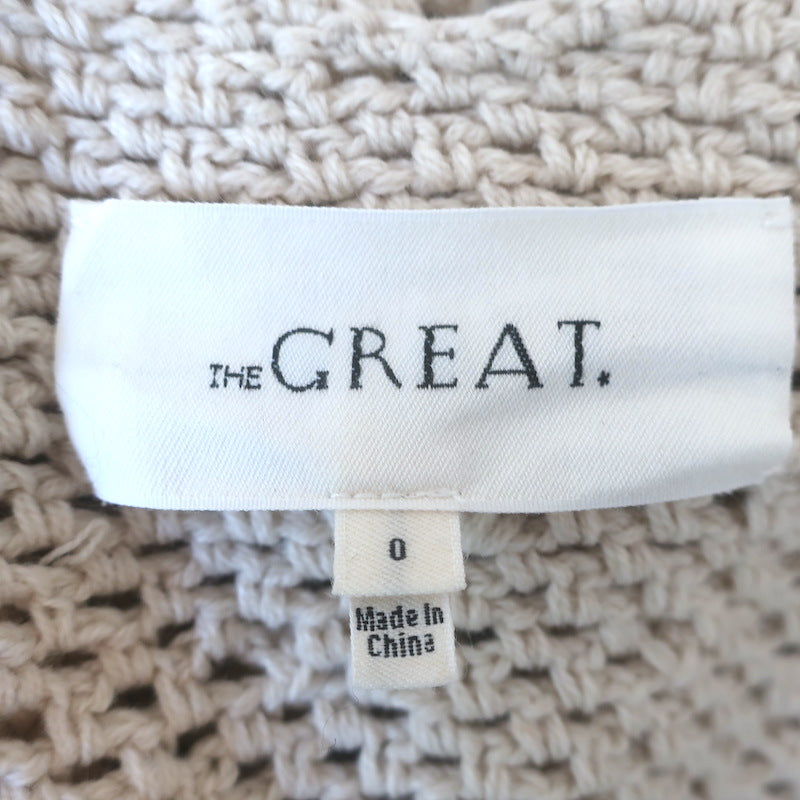 THE GREAT.
0
Made In
China